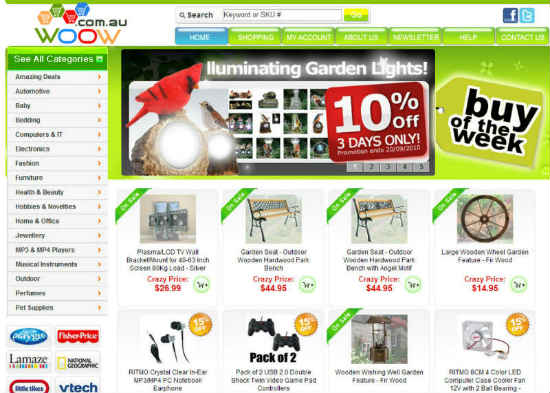 .com.au
WOOW
Search
Keyword or SKU #
GO
HOME
SHOPPING
MY ACCOUNT
ABOUT US
NEWSLETTER
HELP
CONTACT US
See All Categories
Amazing Deals
Automotive
Baby
Bedding
Computers & IT
Electronics
Fashion
Furniture
Health & Beauty
Hobbies & Novelties
Home & Office
Jewellery
MP3 & MP4 Players
Musical Instruments
Outdoor
Perfumes
Pet Supplies
Iluminating Garden Lights!
10% Off
3 DAYS ONLY!
Promotion ends 20/09/2010
1 2 3 4 5
buy
of the
week
On Sale
Plasma/LCD TV Wall
Bracket/Mount for 40-63 Inch
Screen 80Kg Load - Silver
Crazy Price:
$26.99
On Sale
Garden Seat - Outdoor
Wooden Hardwood Park
Bench
Crazy Price:
$44.95
On Sale
Garden Seat - Outdoor
Wooden Hardwood Park
Bench with Angel Motif
Crazy Price:
$44.95
On Sale
Large Wooden Wheel Garden
Feature - Fir Wood
Crazy Price:
$14.95
15%
OFF
RITMO Crystal Clear In-Ear
MP3/MP4 PC Notebook
Earphone
Pack of 2
Pack of 2 USB 2.0 Double
Shock Twin Video Game Pad
Controllers
On Sale
Wooden Wishing Well Garden
Feature - Fir Wood
15%
OFF
RITMO 8CM 4 Color LED
Computer Case Cooler Fan
12V with 2 Ball Bearing -
playgro
Fisher-Price
Lamaze
NATIONAL
GEOGRAPHIC
little tikes
vtech